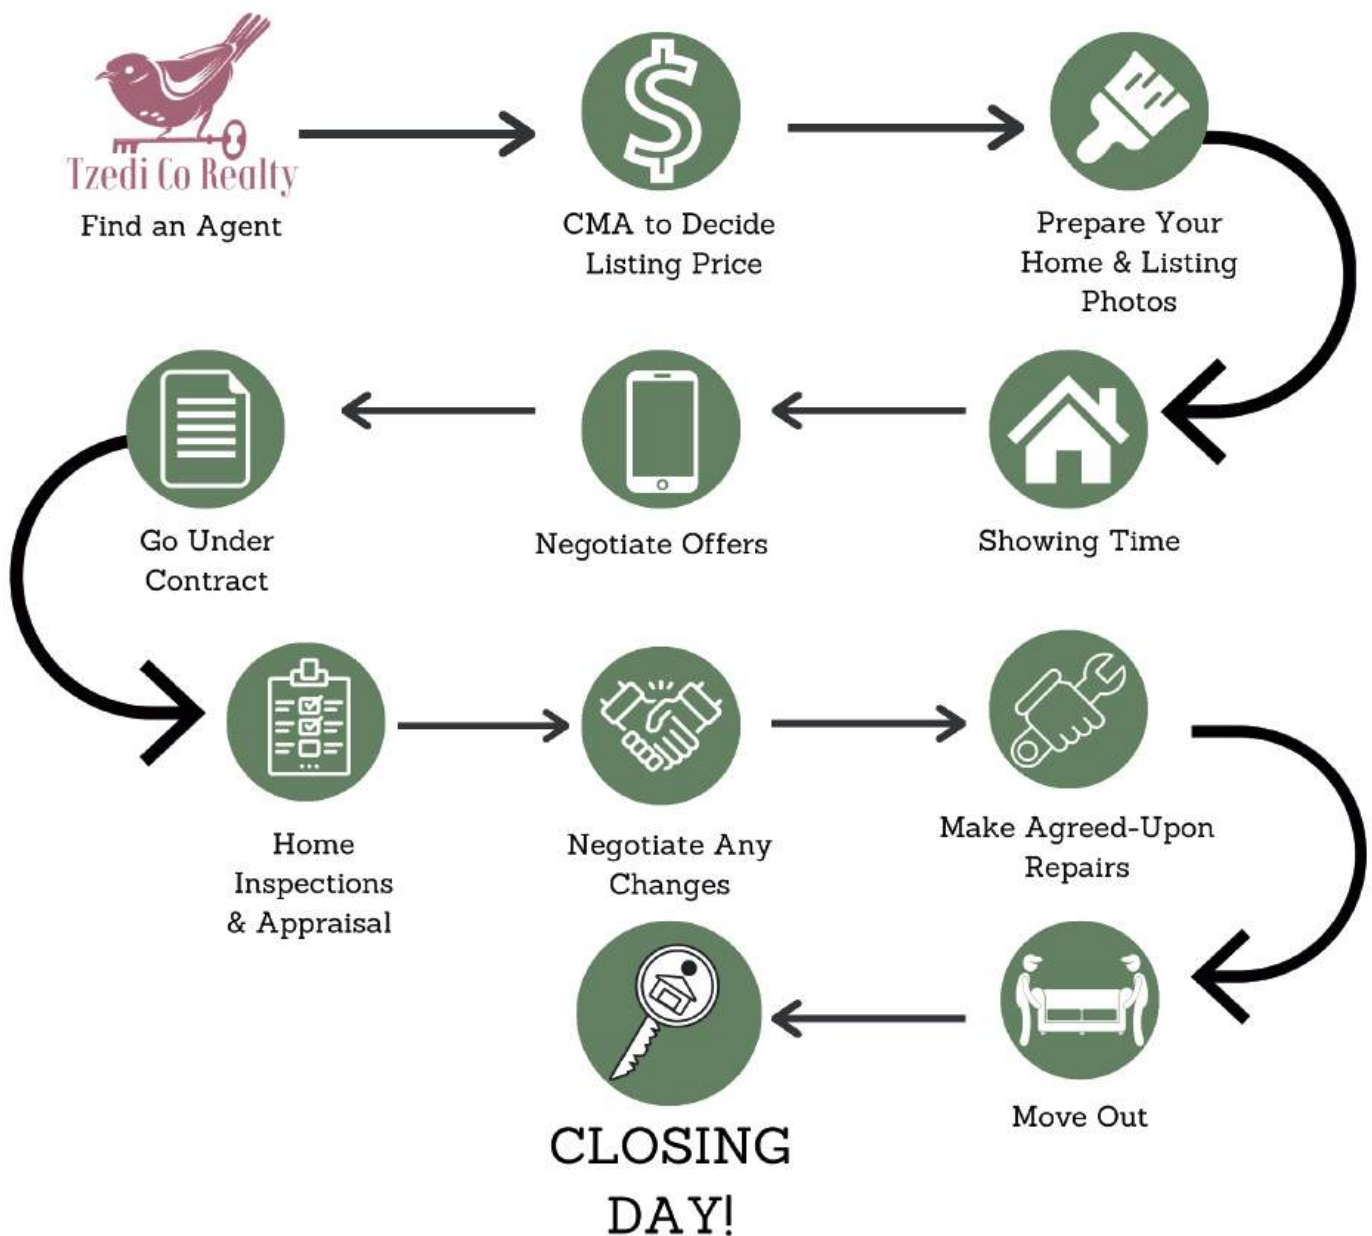 Tzedi Co Realty
Find an Agent
CMA to Decide
Listing Price
Prepare Your
Home & Listing
Photos
Go Under
Contract
Negotiate Offers
Showing Time
Home
Inspections
& Appraisal
Negotiate Any
Changes
Make Agreed-Upon
Repairs
CLOSING
DAY!
Move Out